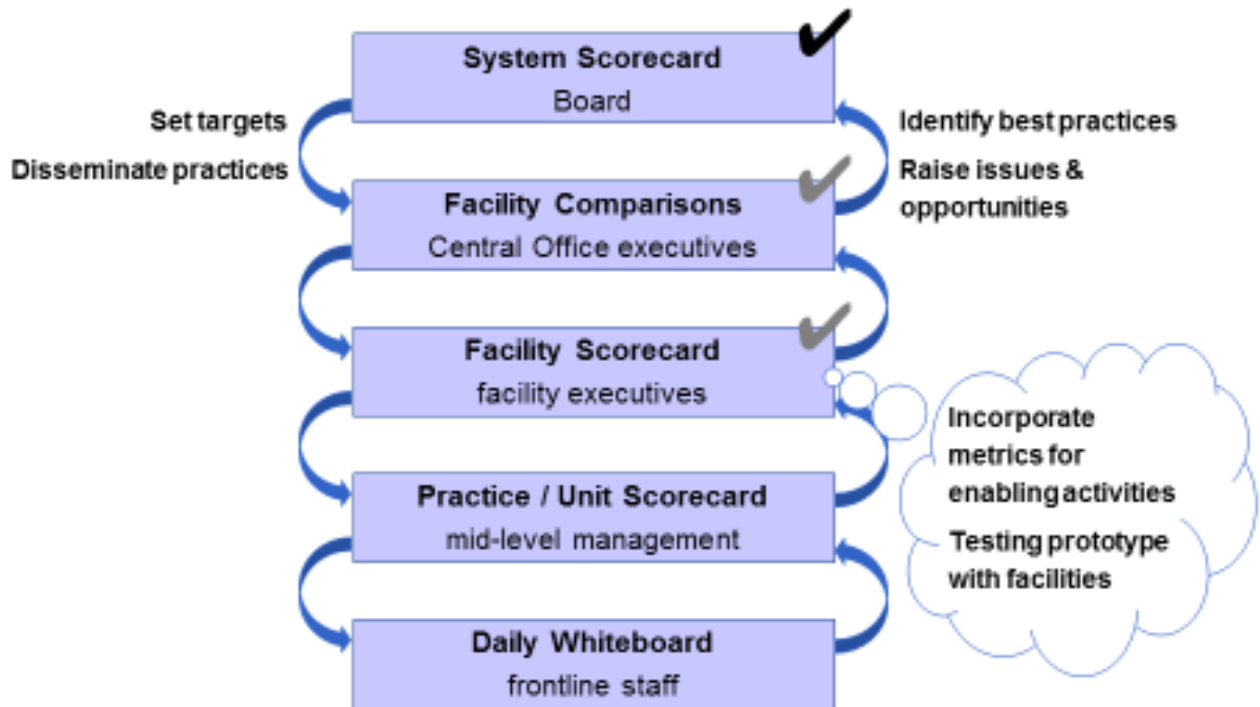 System Scorecard
Board
Set targets
Disseminate practices
Identify best practices
Raise issues &
opportunities
Facility Comparisons
Central Office executives
Facility Scorecard
facility executives
Incorporate
metrics for
enabling activities
Testing prototype
with facilities
Practice / Unit Scorecard
mid-level management
Daily Whiteboard
frontline staff